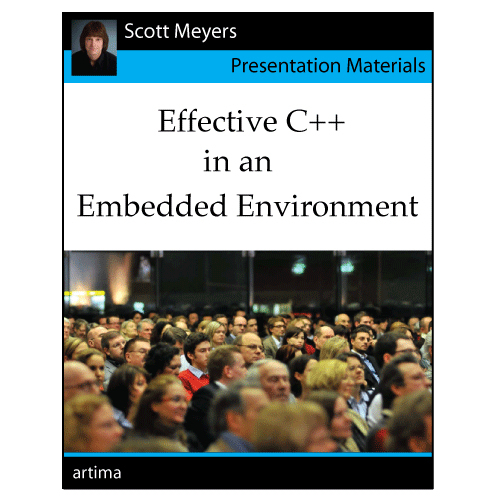 Scott Meyers
Presentation Materials
Effective C++
in an
Embedded Environment
artima